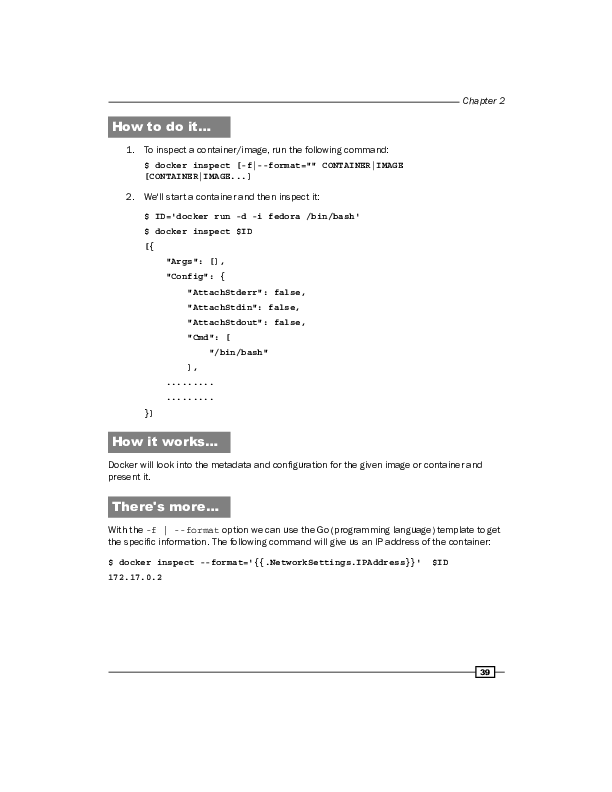 Chapter 2
How to do it...
1. To inspect a container/image, run the following command:
$ docker inspect [-f|--format="" CONTAINER|IMAGE
[CONTAINER|IMAGE...]
2. We'll start a container and then inspect it:
$ ID='docker run -d -i fedora /bin/bash'
$ docker inspect $ID
[{
"Args": [],
"Config": {
"AttachStderr": false,
"AttachStdin": false,
"AttachStdout": false,
"Cmd": [
"/bin/bash"
],
.........
.........
}]
How it works...
Docker will look into the metadata and configuration for the given image or container and
present it.
There's more...
With the -f | --format option we can use the Go (programming language) template to get
the specific information. The following command will give us an IP address of the container:
$ docker inspect --format='{{.NetworkSettings.IPAddress}}'  $ID
172.17.0.2
39